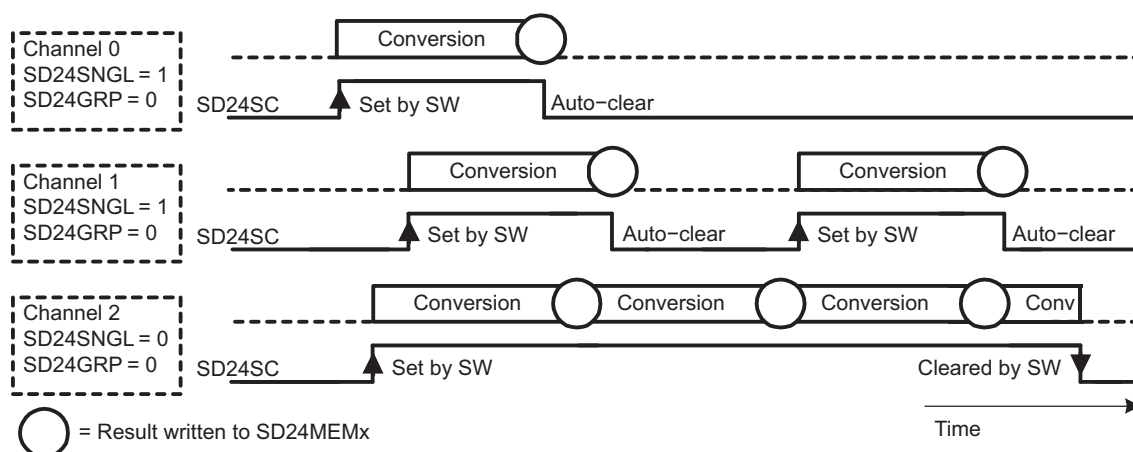 Channel 0
SD24SNGL = 1
SD24GRP = 0
Conversion
SD24SC
Set by SW
Auto−clear
Channel 1
SD24SNGL = 1
SD24GRP = 0
Conversion
Conversion
SD24SC
Set by SW
Auto−clear
Set by SW
Auto−clear
Channel 2
SD24SNGL = 0
SD24GRP = 0
Conversion
Conversion
Conversion
Conv
SD24SC
Set by SW
Cleared by SW
= Result written to SD24MEMx
Time